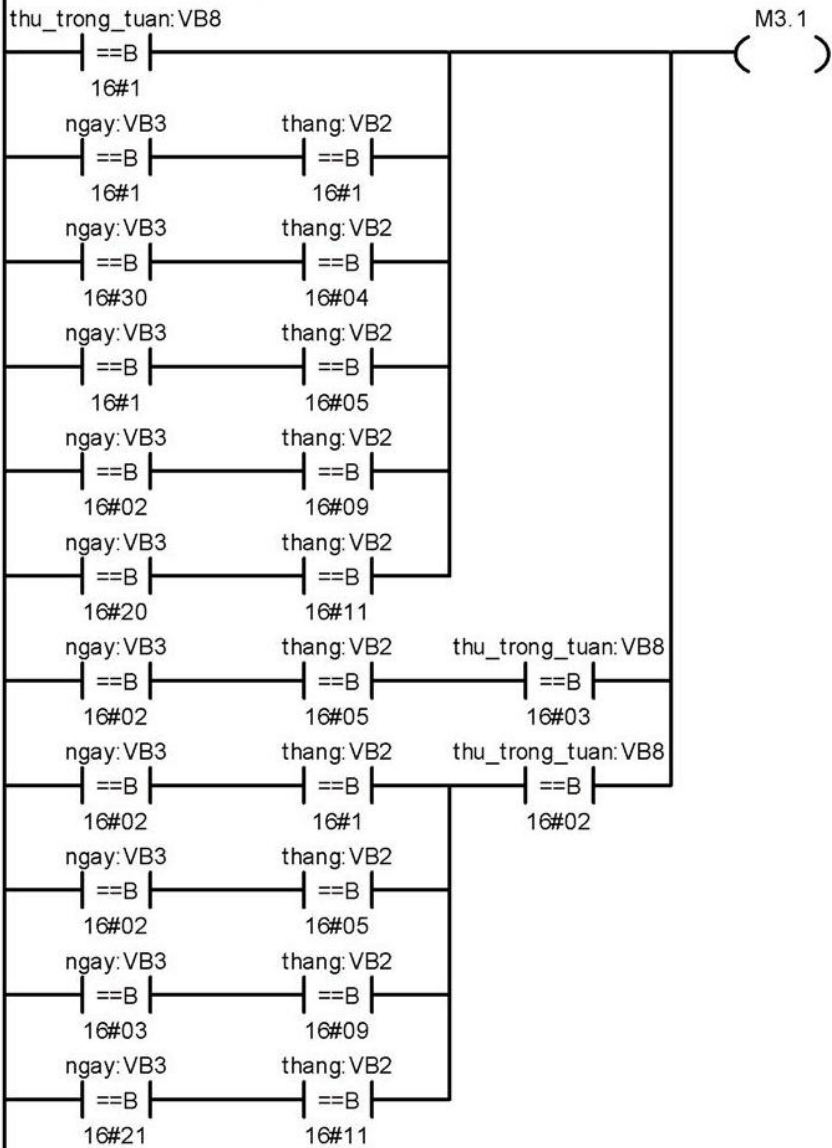 thu_trong_tuan:VB8 M3.1
==B
16#1
ngay:VB3 thang:VB2
==B ==B
16#1 16#1
ngay:VB3 thang:VB2
==B ==B
16#30 16#04
ngay:VB3 thang:VB2
==B ==B
16#1 16#05
ngay:VB3 thang:VB2
==B ==B
16#02 16#09
ngay:VB3 thang:VB2
==B ==B
16#20 16#11
ngay:VB3 thang:VB2 thu_trong_tuan:VB8
==B ==B ==B
16#02 16#05 16#03
ngay:VB3 thang:VB2 thu_trong_tuan:VB8
==B ==B ==B
16#02 16#1 16#02
ngay:VB3 thang:VB2
==B ==B
16#02 16#05
ngay:VB3 thang:VB2
==B ==B
16#03 16#09
ngay:VB3 thang:VB2
==B ==B
16#21 16#11